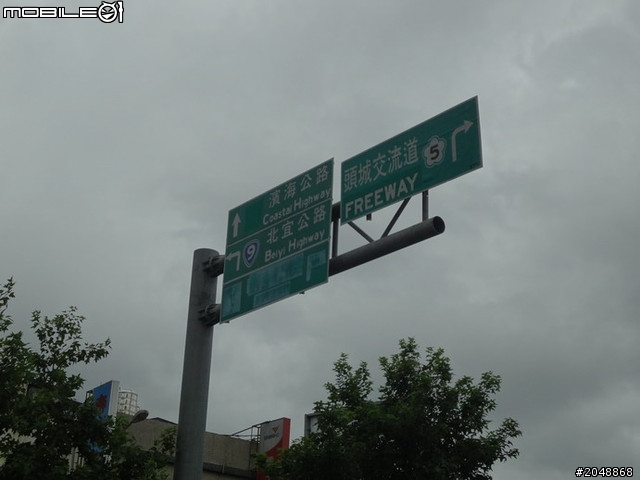 MOBILE01
濱海公路
Coastal Highway
9 北宜公路
Beiyi Highway
頭城交流道 5
FREEWAY
#2048868